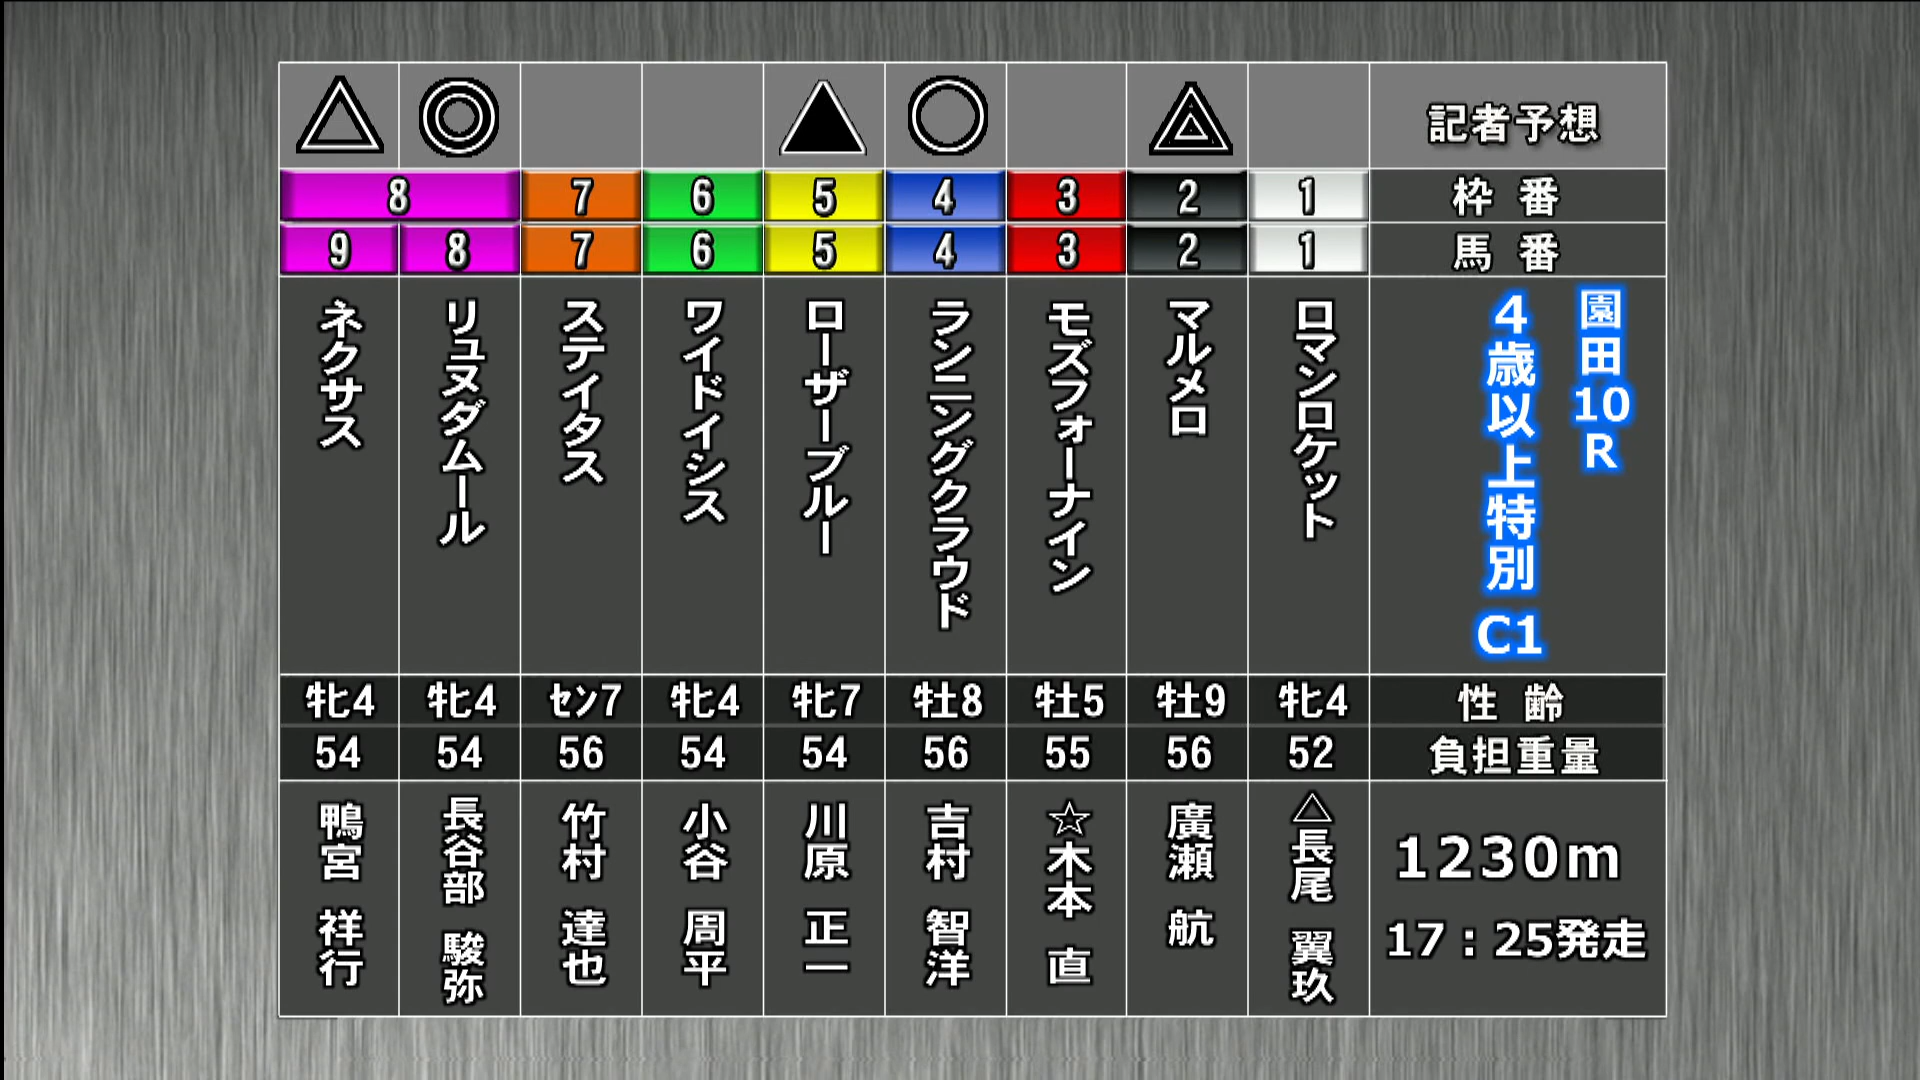 記者予想
枠番
馬番
園田10R
4歳以上特別 C1
性齢
負担重量
1230m
17：25発走
1
1
ロマンロケット
牝4
52
△長尾 翼玖
2
2
マルメロ
牡9
56
廣瀬 航
3
3
モズフォーナイン
牡5
55
☆木本 直
○
4
4
ランニングクラウド
牡8
56
吉村 智洋
▲
5
5
ローザーブルー
牝7
54
川原 正一
6
6
ワイドイシス
牝4
54
小谷 周平
7
7
ステイタス
セン7
56
竹村 達也
◎
8
8
リュヌダムール
牝4
54
長谷部 駿弥
△
9
ネクサス
牝4
54
鴨宮 祥行